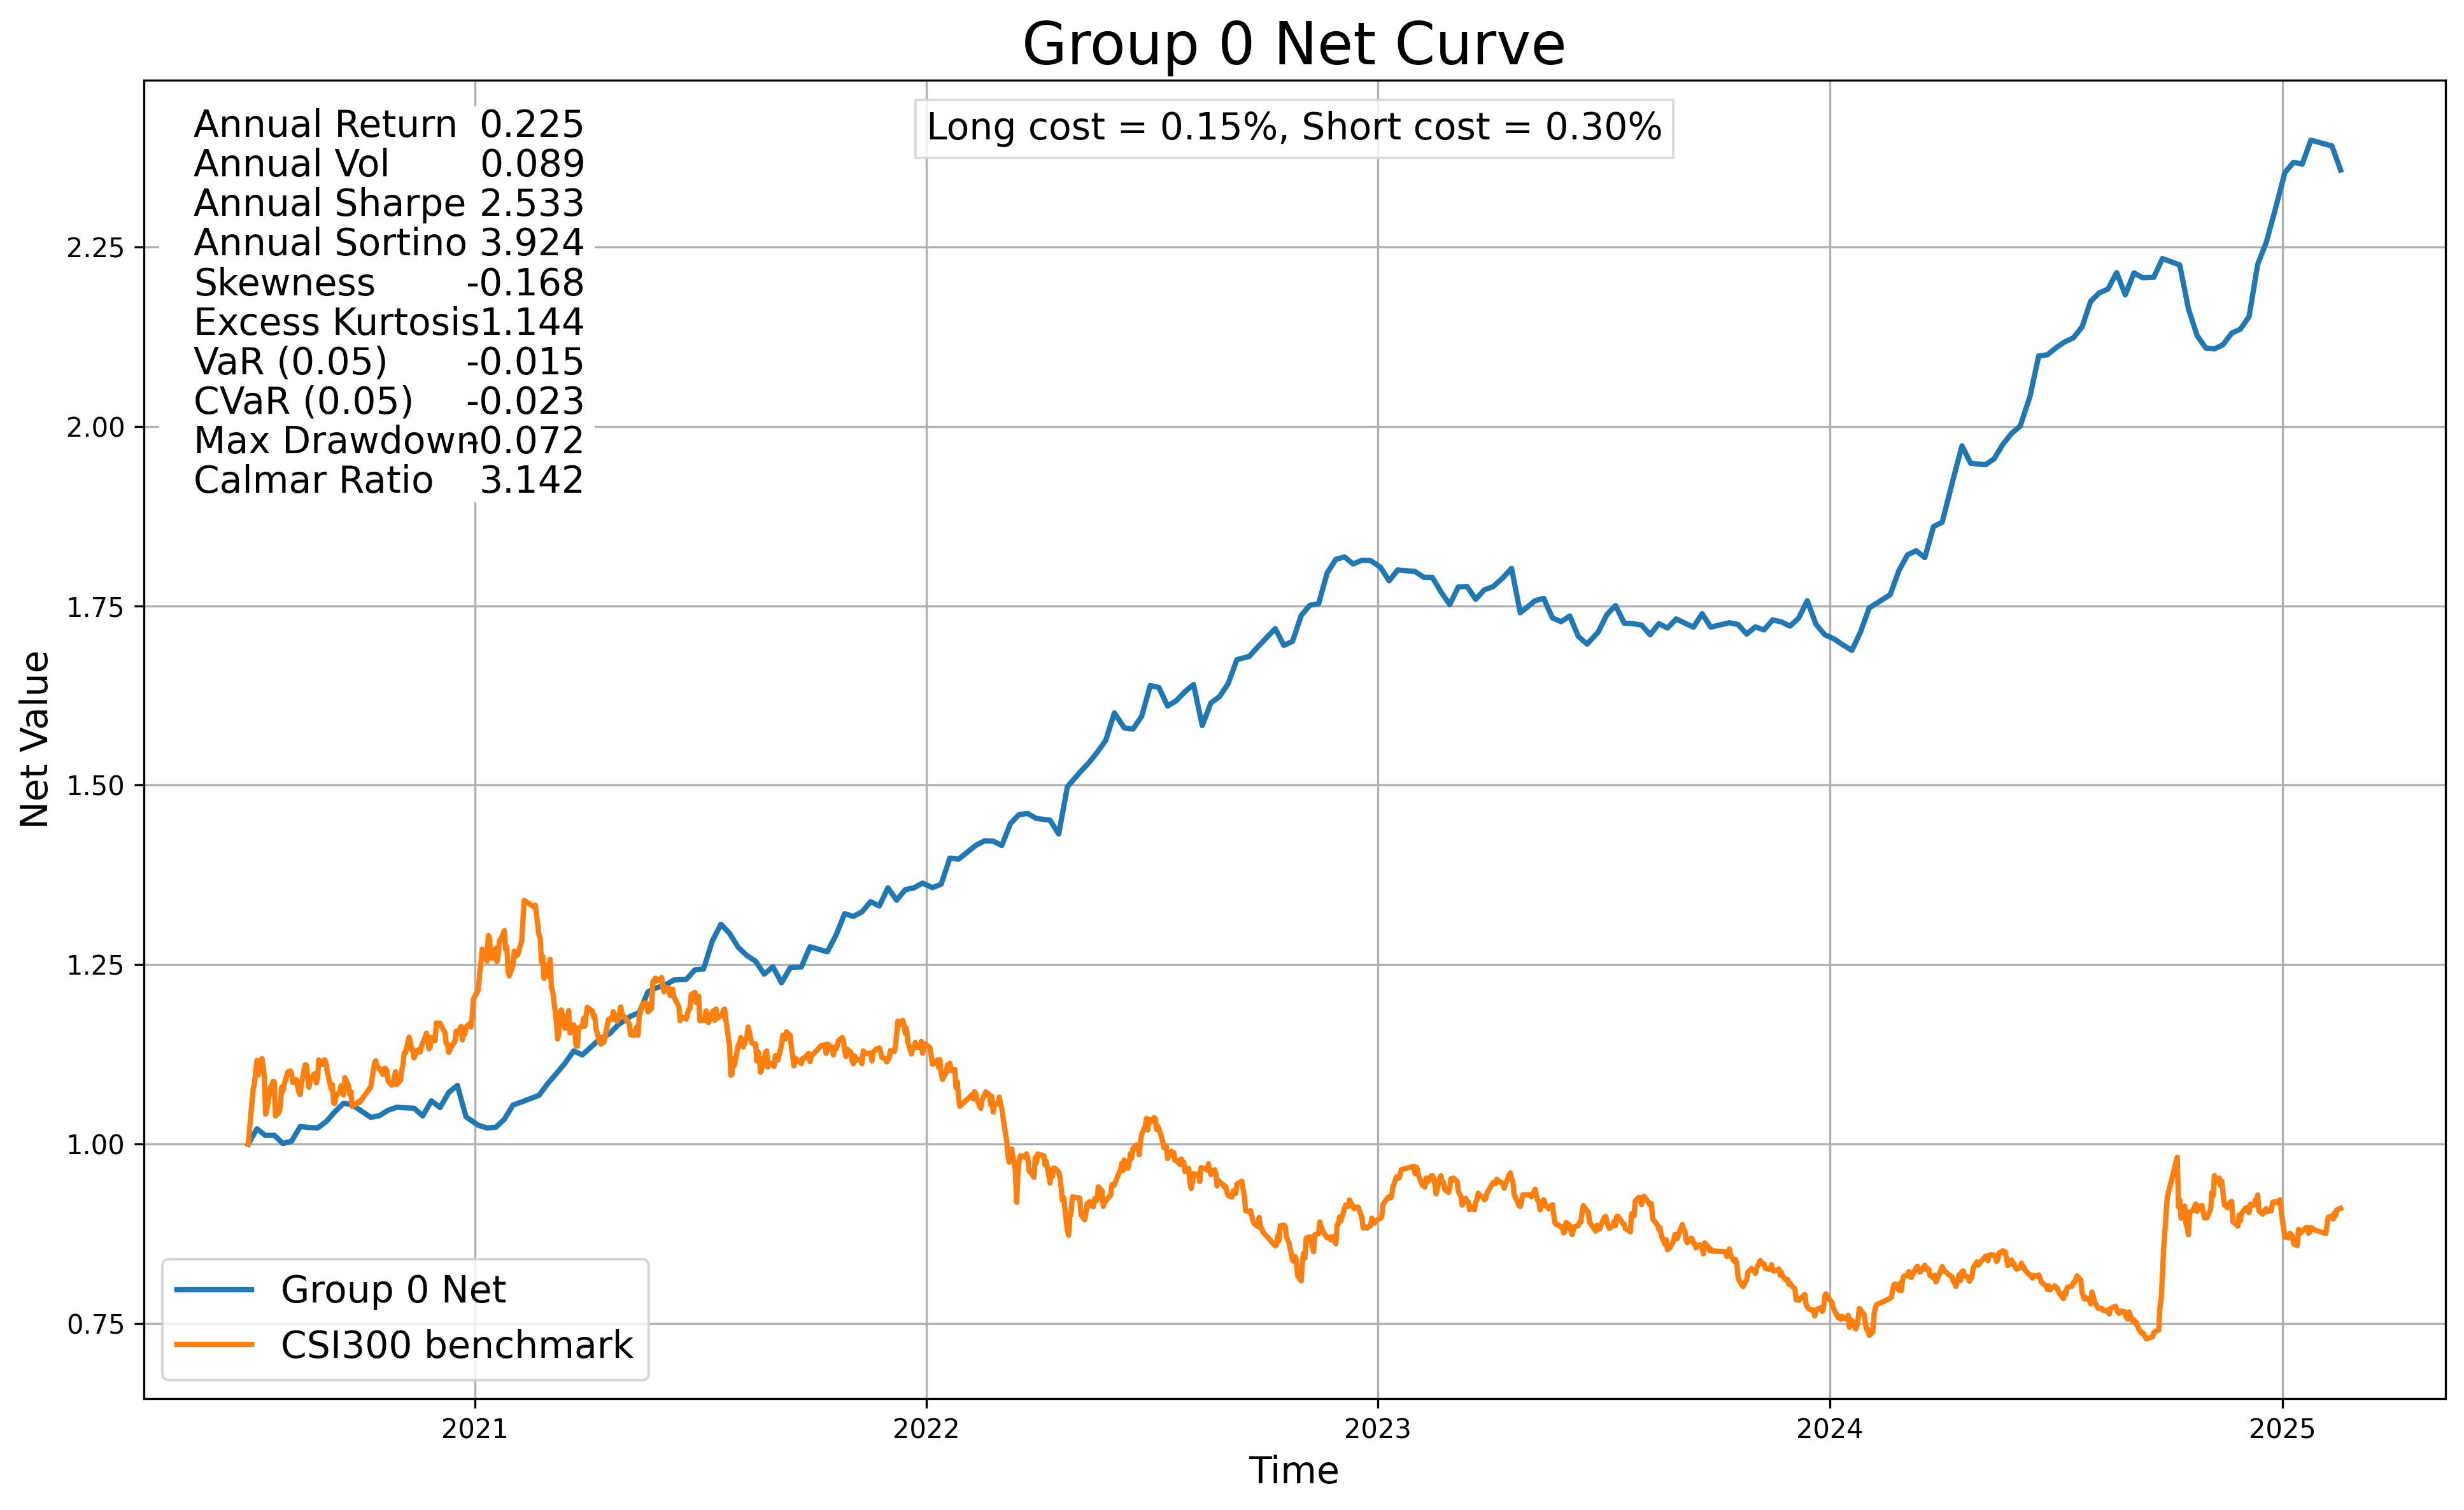 Group 0 Net Curve
Annual Return 0.225
Annual Vol 0.089
Annual Sharpe 2.533
Annual Sortino 3.924
Skewness -0.168
Excess Kurtosis 1.144
VaR (0.05) -0.015
CVaR (0.05) -0.023
Max Drawdown -0.072
Calmar Ratio 3.142
Long cost = 0.15%, Short cost = 0.30%
Net Value
2.25
2.00
1.75
1.50
1.25
1.00
0.75
Group 0 Net
CSI300 benchmark
2021 2022 2023 2024 2025
Time